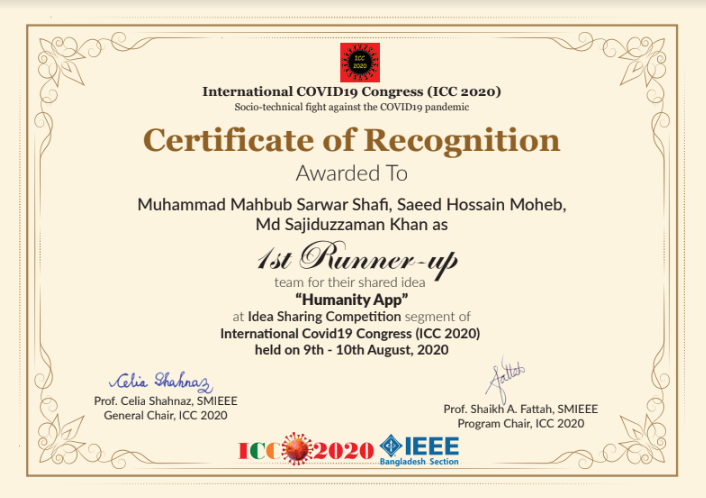 ICC
2020
International COVID19 Congress (ICC 2020)
Socio-technical fight against the COVID19 pandemic
Certificate of Recognition
Awarded To
Muhammad Mahbub Sarwar Shafi, Saeed Hossain Moheb,
Md Sajiduzzaman Khan as
1st Runner-up
team for their shared idea
“Humanity App”
at Idea Sharing Competition segment of
International Covid19 Congress (ICC 2020)
held on 9th - 10th August, 2020
Celia Shahnaz
Prof. Celia Shahnaz, SMIEEE
General Chair, ICC 2020
Sfattah
Prof. Shaikh A. Fattah, SMIEEE
Program Chair, ICC 2020
ICC 2020
IEEE
Bangladesh Section